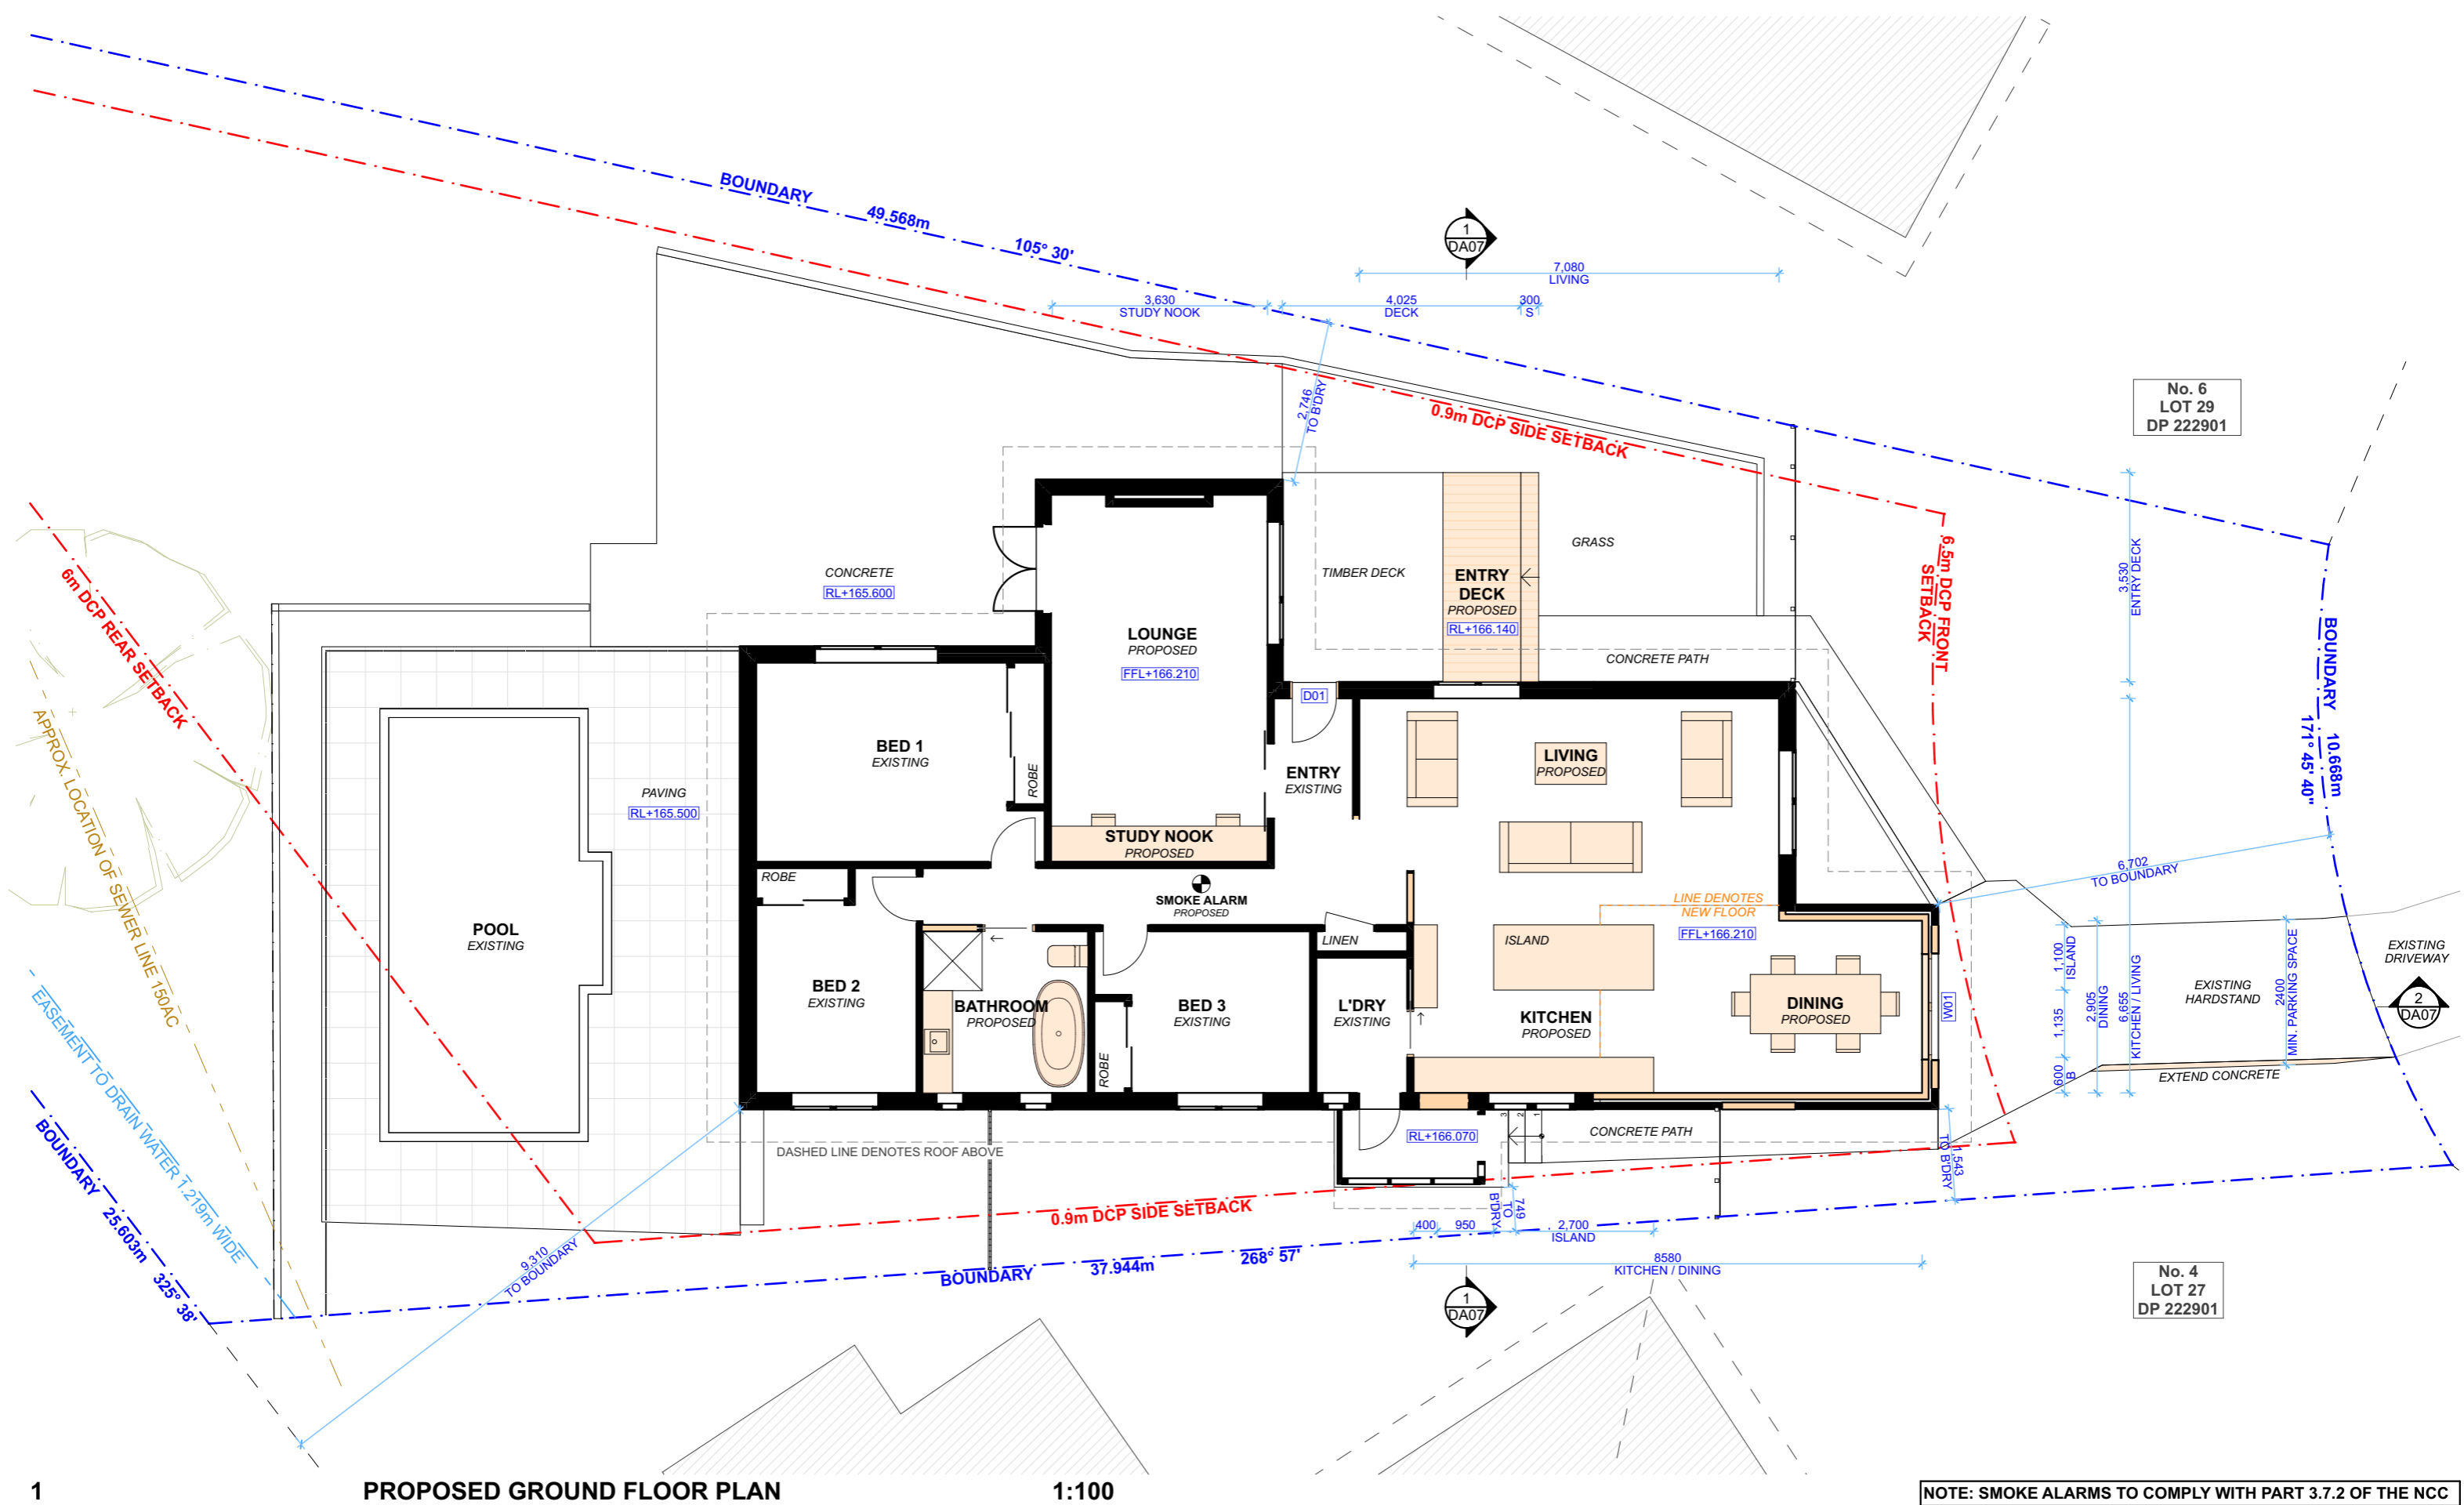 BOUNDARY 49.568m 105° 30'
1
DA07
7,080
LIVING
3,630
STUDY NOOK
4,025
DECK
300
S
2,746
TO B'DRY
0.9m DCP SIDE SETBACK
No. 6
LOT 29
DP 222901
6m DCP REAR SETBACK
CONCRETE
RL+165.600
LOUNGE
PROPOSED
FFL+166.210
TIMBER DECK
ENTRY
DECK
PROPOSED
RL+166.140
GRASS
CONCRETE PATH
6.5m DCP FRONT
SETBACK
3,530
ENTRY DECK
BOUNDARY 10.668m
171° 45' 40"
D01
BED 1
EXISTING
ROBE
ENTRY
EXISTING
LIVING
PROPOSED
PAVING
RL+165.500
STUDY NOOK
PROPOSED
APPROX. LOCATION OF SEWER LINE 150AC
6,702
TO BOUNDARY
ROBE
SMOKE ALARM
PROPOSED
LINE DENOTES
NEW FLOOR
FFL+166.210
POOL
EXISTING
LINEN
ISLAND
BED 2
EXISTING
BATHROOM
PROPOSED
BED 3
EXISTING
ROBE
L'DRY
EXISTING
KITCHEN
PROPOSED
DINING
PROPOSED
W01
1,100
ISLAND
1,135
600
B
2,905
DINING
6,655
KITCHEN / LIVING
EXISTING
HARDSTAND
2400
MIN. PARKING SPACE
EXISTING
DRIVEWAY
2
DA07
EXTEND CONCRETE
EASEMENT TO DRAIN WATER 1.219m WIDE
BOUNDARY 25.603m 325° 38'
DASHED LINE DENOTES ROOF ABOVE
RL+166.070
3
2
1
CONCRETE PATH
1,543
TO B'DRY
0.9m DCP SIDE SETBACK
749
TO
B'DRY
400
950
2,700
ISLAND
8580
KITCHEN / DINING
9,310
TO BOUNDARY
BOUNDARY 37.944m 268° 57'
1
DA07
No. 4
LOT 27
DP 222901
1 PROPOSED GROUND FLOOR PLAN 1:100
NOTE: SMOKE ALARMS TO COMPLY WITH PART 3.7.2 OF THE NCC